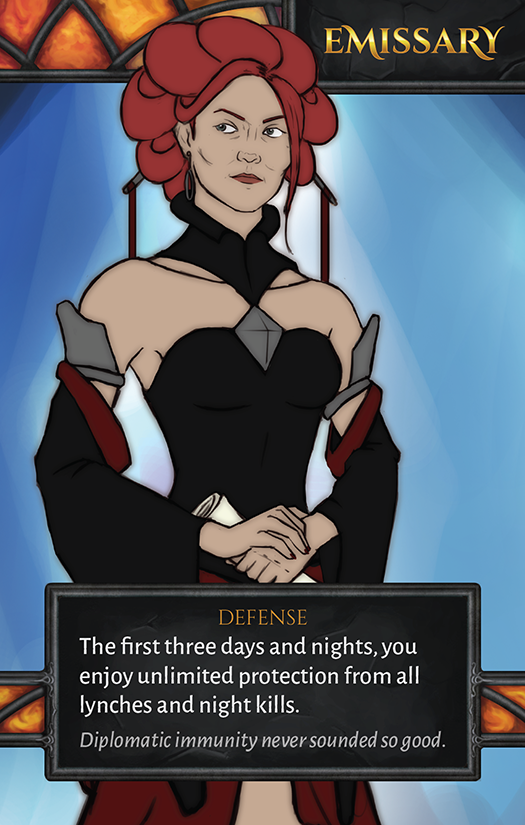 EMISSARY
DEFENSE
The first three days and nights, you
enjoy unlimited protection from all
lynches and night kills.
Diplomatic immunity never sounded so good.